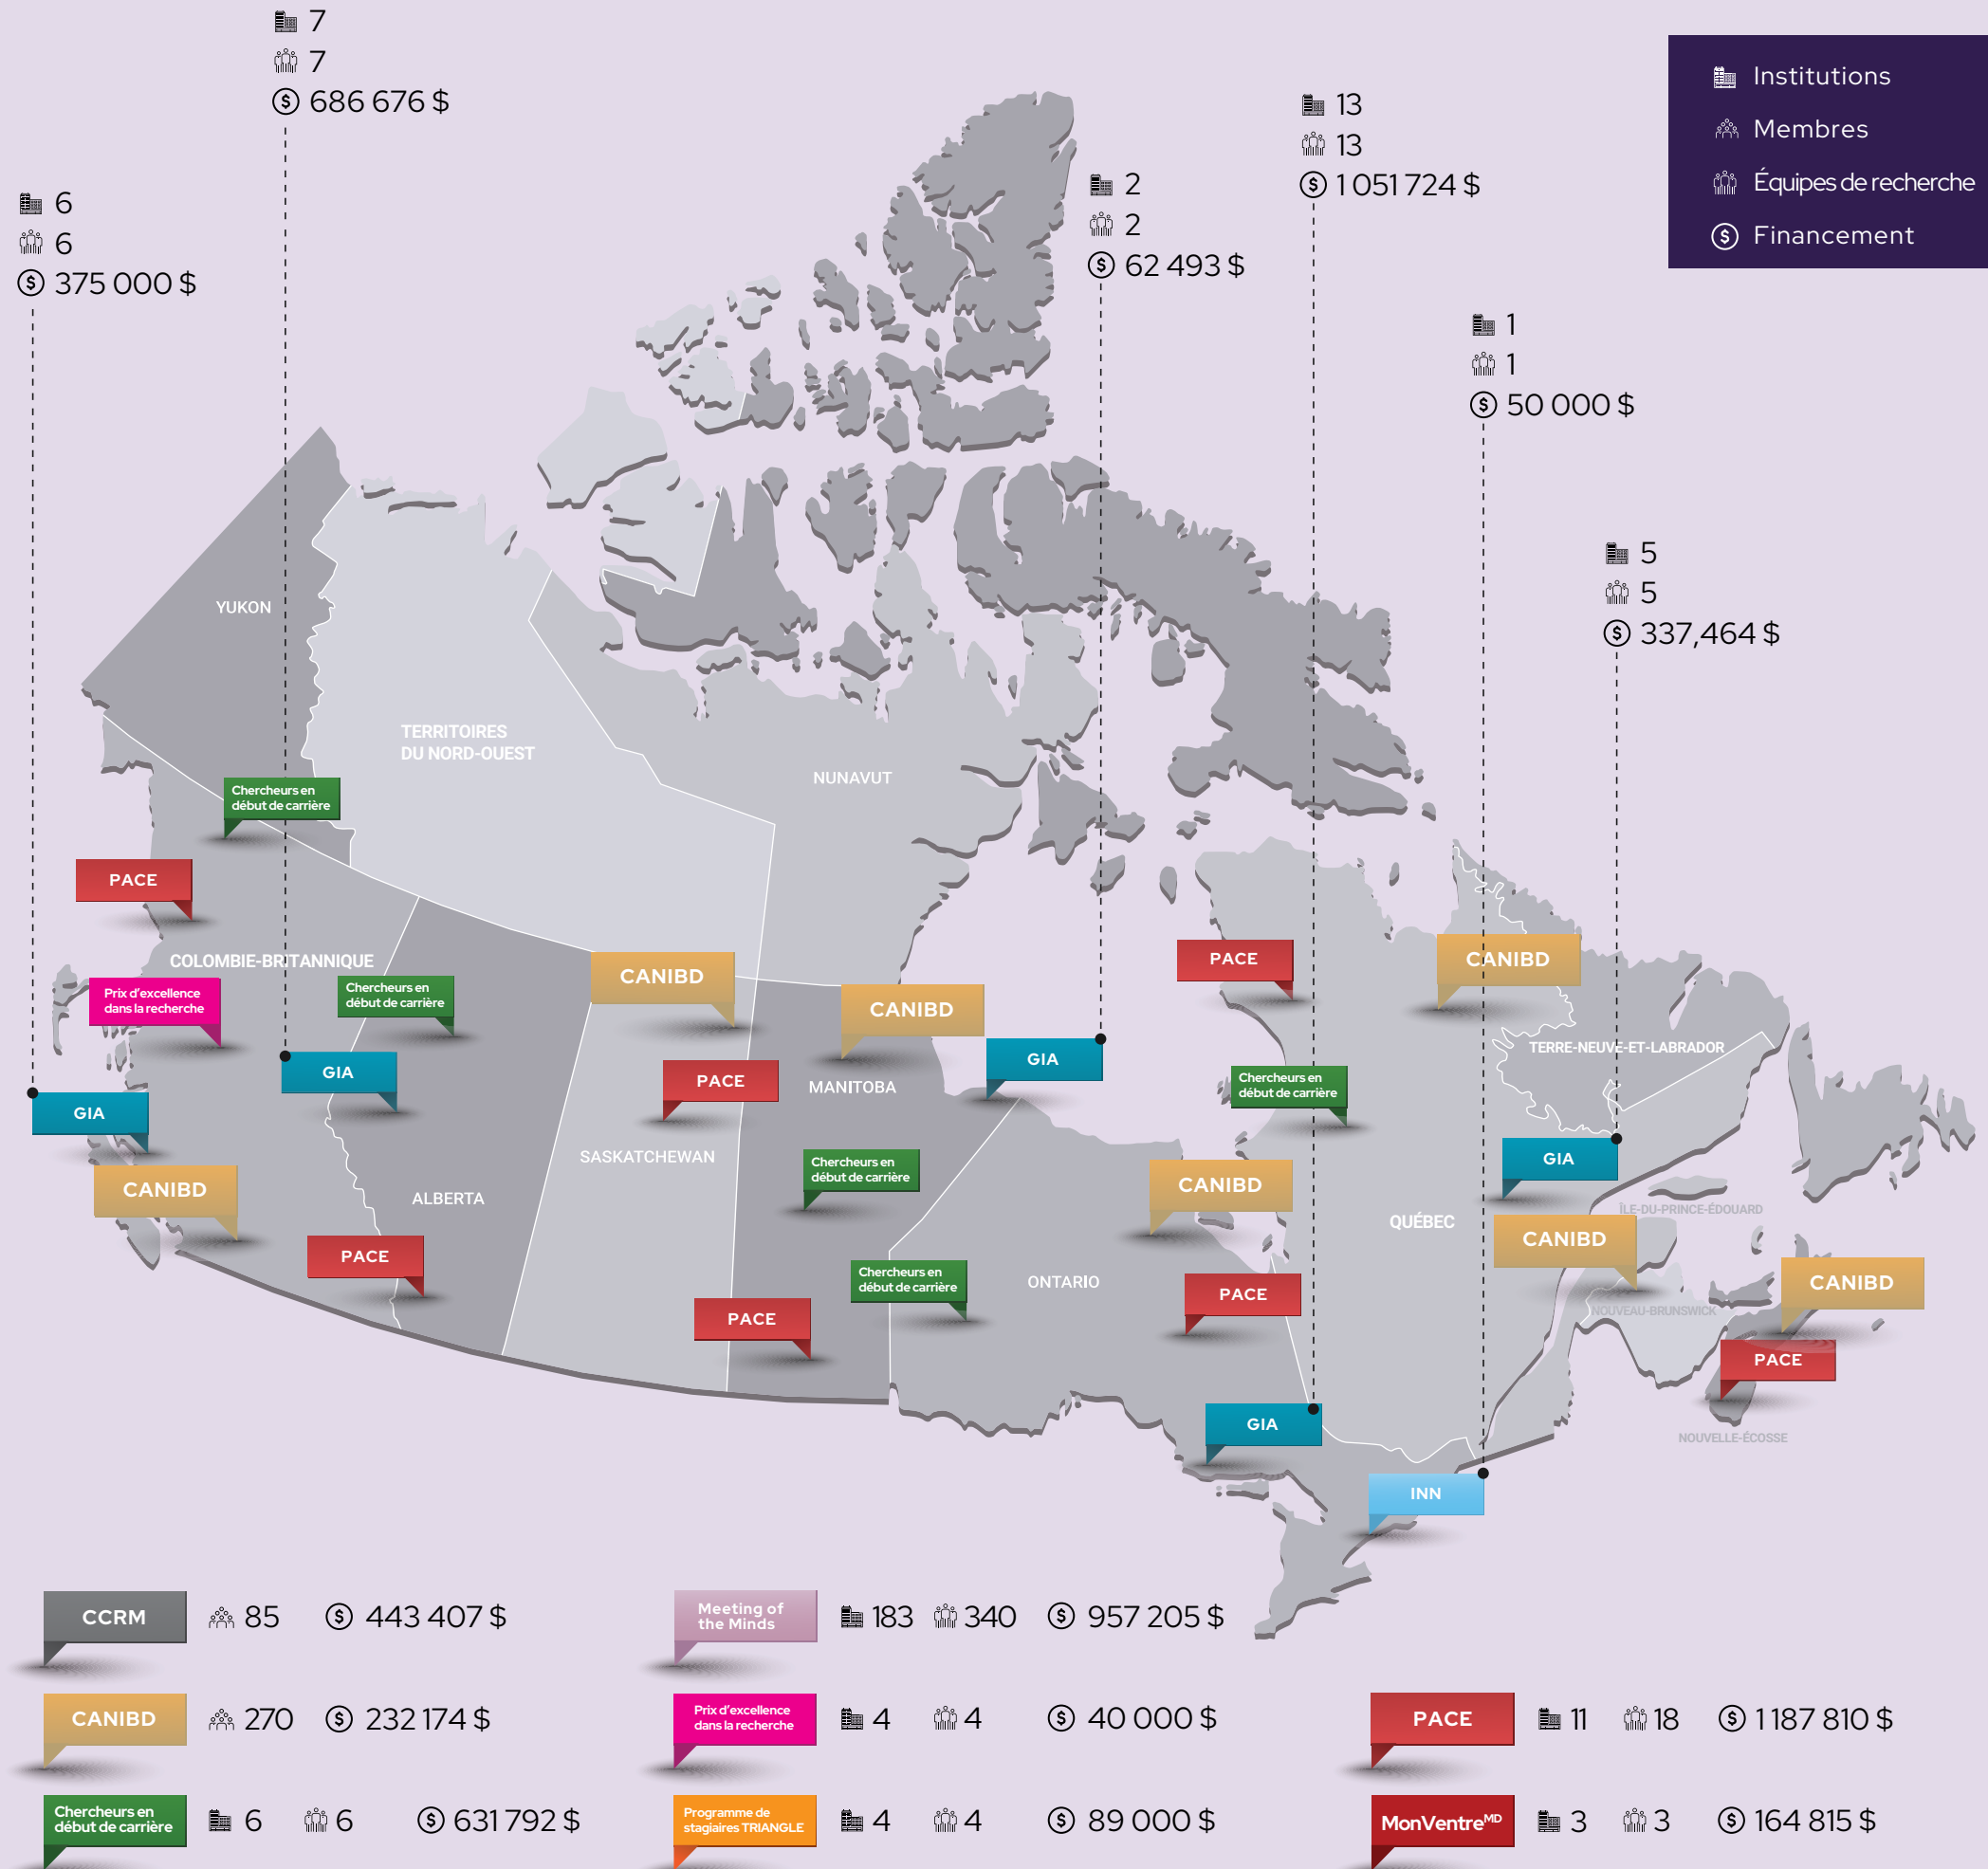 7
7
686 676 $
Institutions
Membres
Équipes de recherche
Financement
13
13
1 051 724 $
2
2
62 493 $
6
6
375 000 $
1
1
50 000 $
5
5
337,464 $
YUKON
TERRITOIRES
DU NORD-OUEST
NUNAVUT
Chercheurs en
début de carrière
PACE
COLOMBIE-BRITANNIQUE
CANIBD
PACE
CANIBD
Prix d'excellence
dans la recherche
Chercheurs en
début de carrière
CANIBD
GIA
GIA
PACE
MANITOBA
GIA
Chercheurs en
début de carrière
TERRE-NEUVE-ET-LABRADOR
CANIBD
ALBERTA
SASKATCHEWAN
Chercheurs en
début de carrière
CANIBD
GIA
QUÉBEC
ÎLE-DU-PRINCE-ÉDOUARD
PACE
Chercheurs en
début de carrière
ONTARIO
PACE
CANIBD
CANIBD
NOUVEAU-BRUNSWICK
PACE
PACE
GIA
NOUVELLE-ÉCOSSE
INN
CCRM 85 443 407 $
Meeting of
the Minds
183 340 957 205 $
CANIBD 270 232 174 $
Prix d'excellence
dans la recherche
4 4 40 000 $
PACE 11 18 1 187 810 $
Chercheurs en
début de carrière
6 6 631 792 $
Programme de
stagiaires TRIANGLE
4 4 89 000 $
MonVentreMD 3 3 164 815 $
GIA